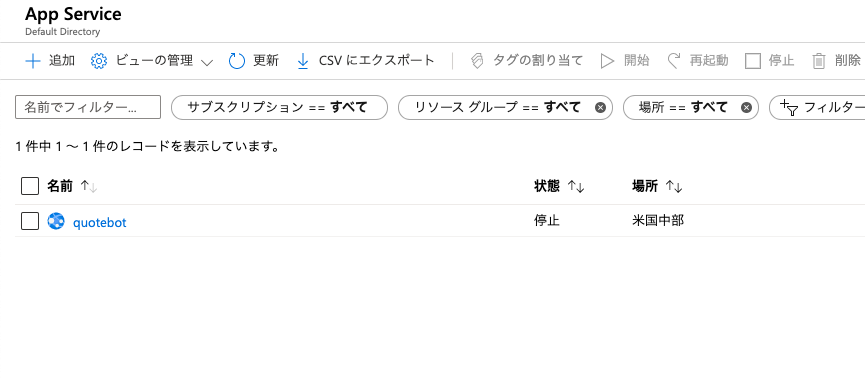 App Service
Default Directory
追加 ビューの管理 更新 CSV にエクスポート タグの割り当て 開始 再起動 停止 削除
名前でフィルター... サブスクリプション == すべて リソース グループ == すべて 場所 == すべて フィルター
1 件中 1 ～ 1 件のレコードを表示しています。
名前 状態 場所
quotebot 停止 米国中部